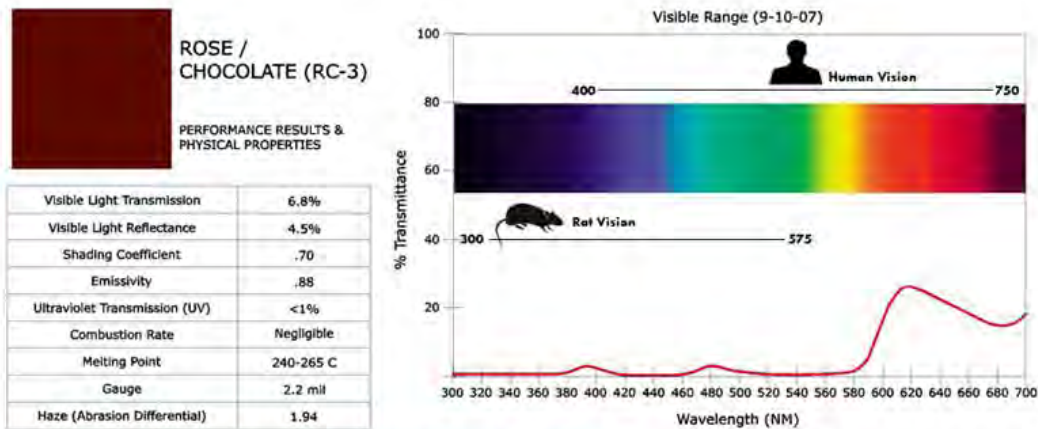 ROSE /
CHOCOLATE (RC-3)
PERFORMANCE RESULTS &
PHYSICAL PROPERTIES
Visible Light Transmission 6.8%
Visible Light Reflectance 4.5%
Shading Coefficient .70
Emissivity .88
Ultraviolet Transmission (UV) <1%
Combustion Rate Negligible
Melting Point 240-265 C
Gauge 2.2 mil
Haze (Abrasion Differential) 1.94
Visible Range (9-10-07)
% Transmittance
100
80
60
40
20
Human Vision
400 750
Rat Vision
300 575
300 320 340 360 380 400 420 440 460 480 500 520 540 560 580 600 620 640 660 680 700
Wavelength (NM)